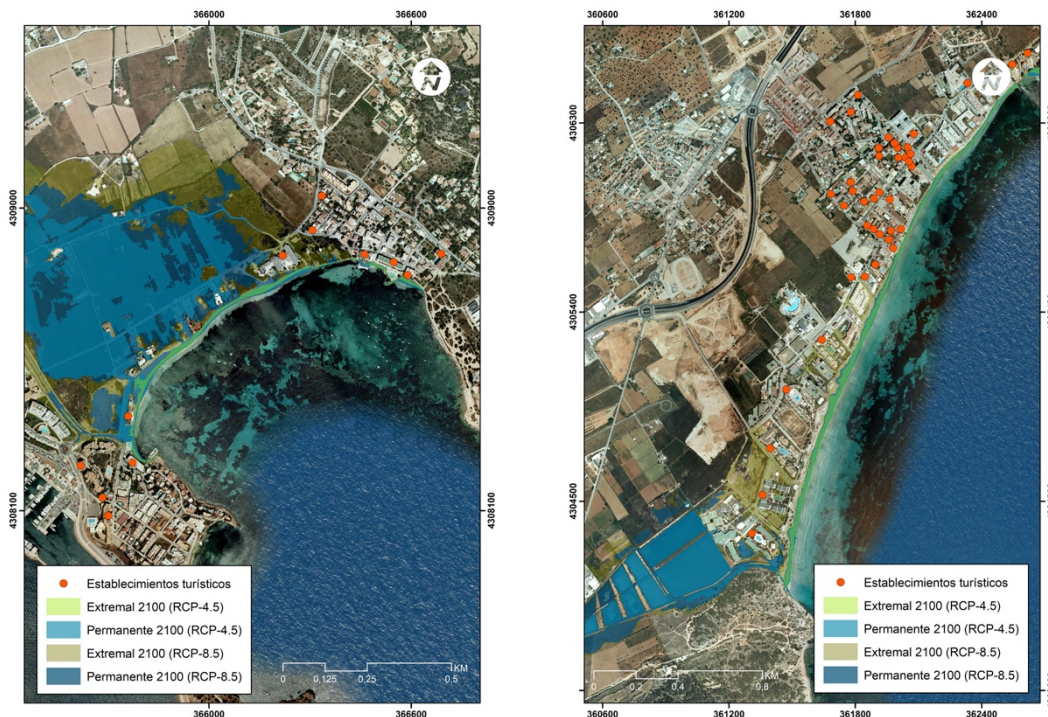 366000
366600
N
4309000
4309000
4308100
4308100
Establecimientos turísticos
Extremal 2100 (RCP-4.5)
Permanente 2100 (RCP-4.5)
Extremal 2100 (RCP-8.5)
Permanente 2100 (RCP-8.5)
KM
0
0.125
0.25
0.5
366000
366600
360600
361200
361800
362400
N
4306300
4305400
4304500
Establecimientos turísticos
Extremal 2100 (RCP-4.5)
Permanente 2100 (RCP-4.5)
Extremal 2100 (RCP-8.5)
Permanente 2100 (RCP-8.5)
KM
0
0.2
0.4
0.8
360600
361200
361800
362400